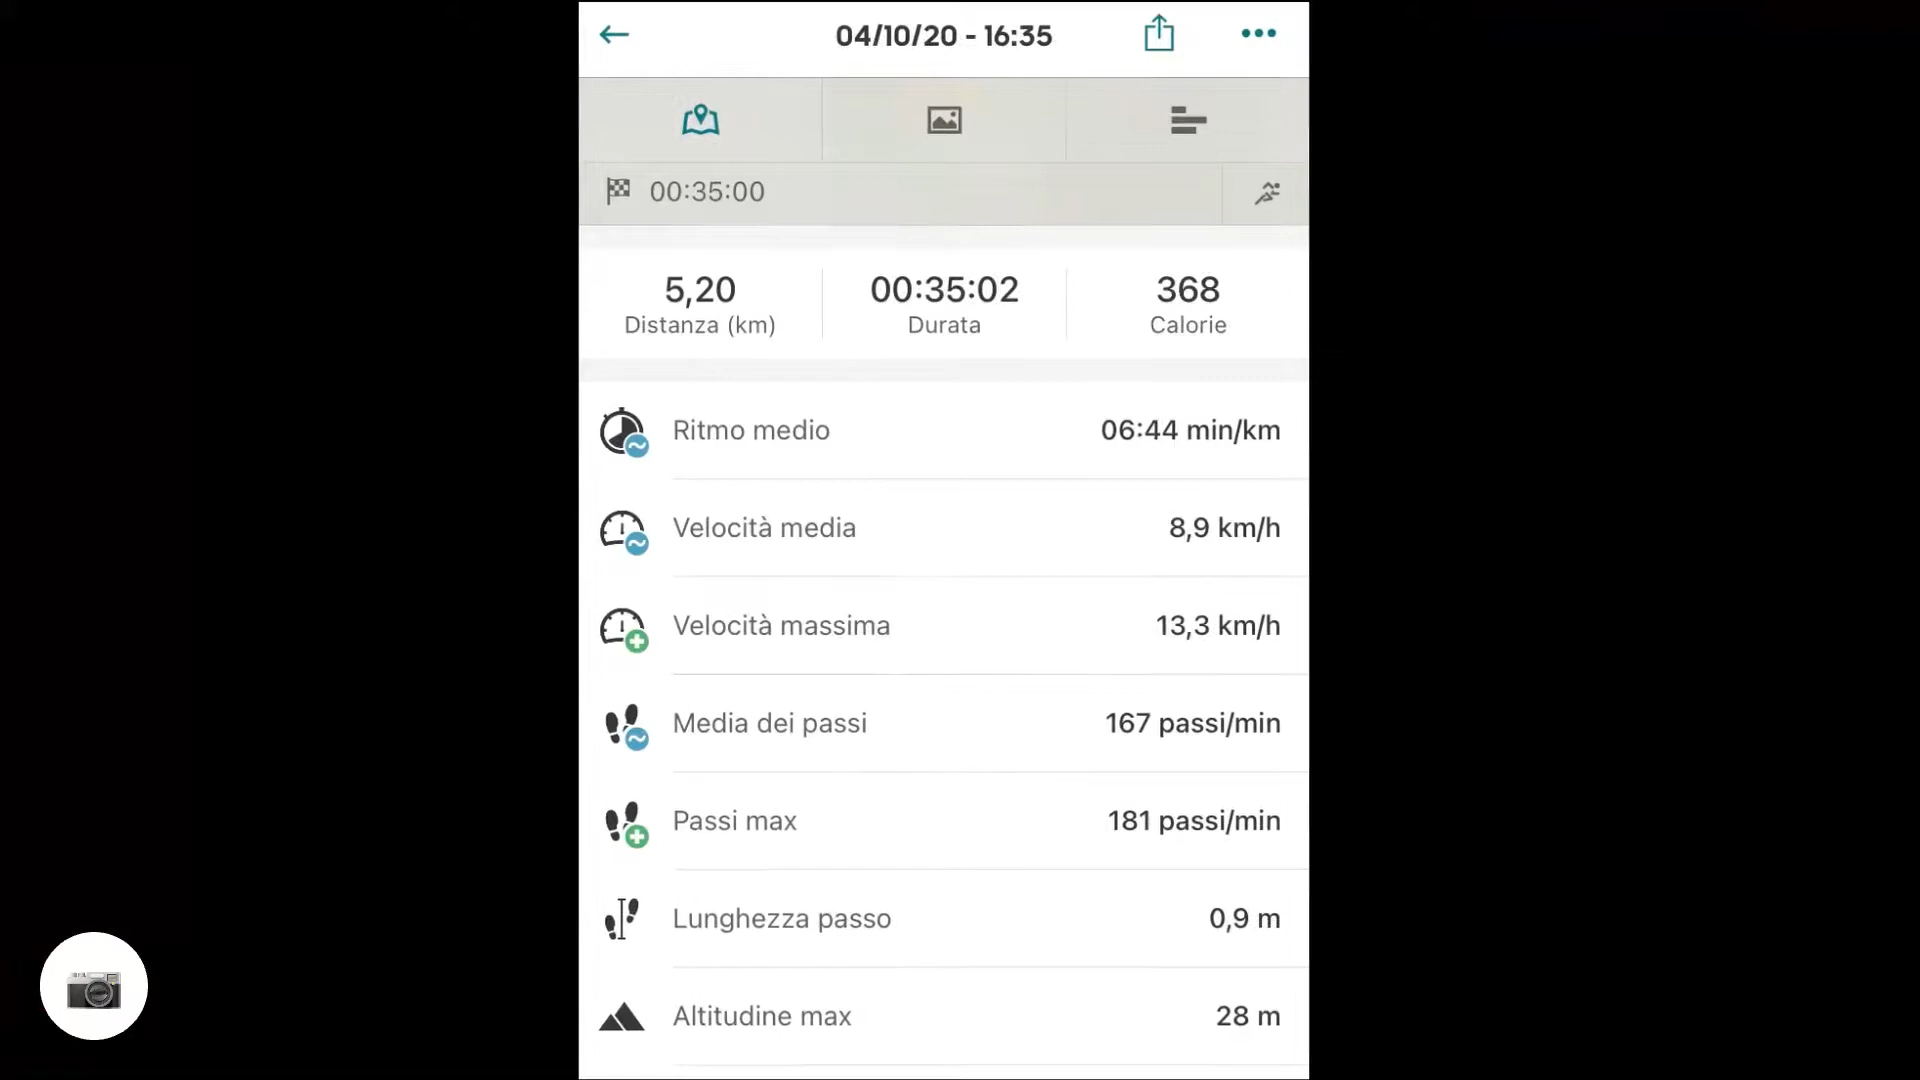 04/10/20 - 16:35
00:35:00
5,20 00:35:02 368
Distanza (km) Durata Calorie
Ritmo medio 06:44 min/km
Velocità media 8,9 km/h
Velocità massima 13,3 km/h
Media dei passi 167 passi/min
Passi max 181 passi/min
Lunghezza passo 0,9 m
Altitudine max 28 m